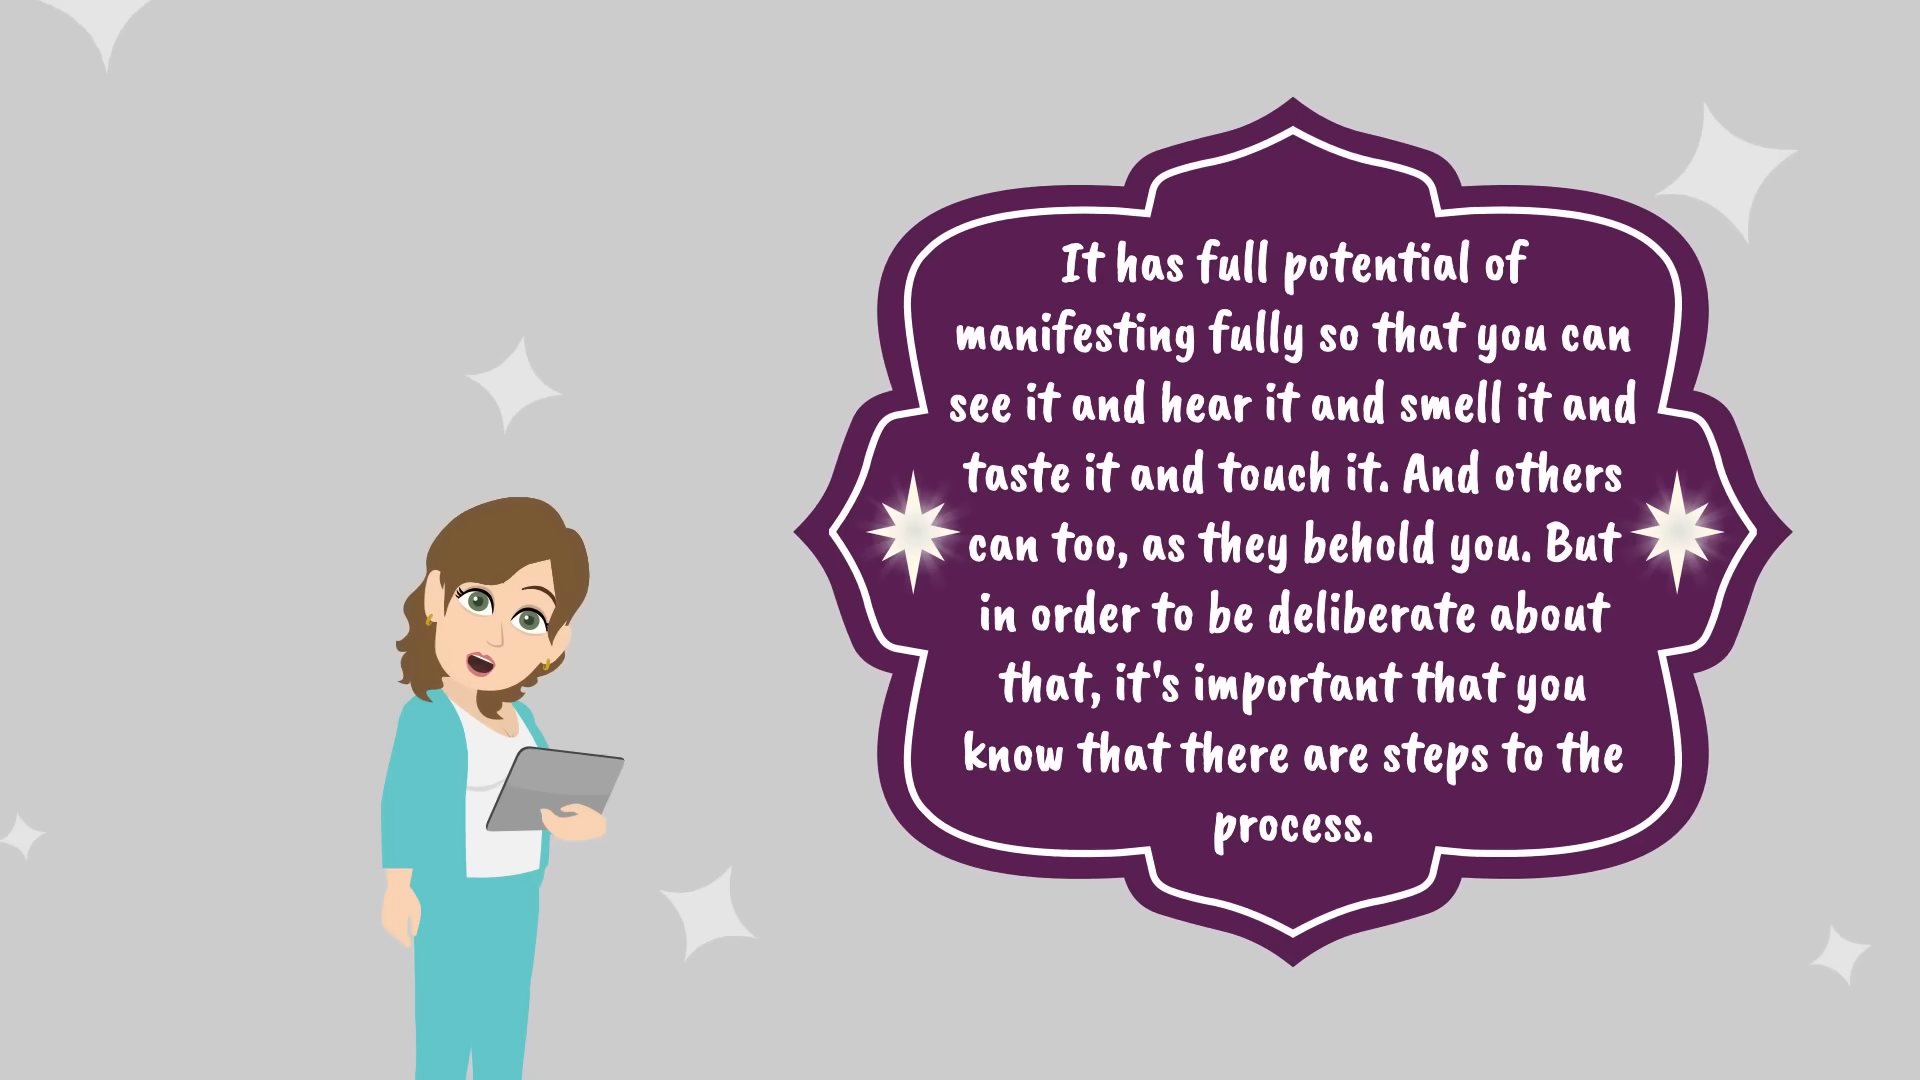 It has full potential of
manifesting fully so that you can
see it and hear it and smell it and
taste it and touch it. And others
can too, as they behold you. But
in order to be deliberate about
that, it's important that you
know that there are steps to the
process.